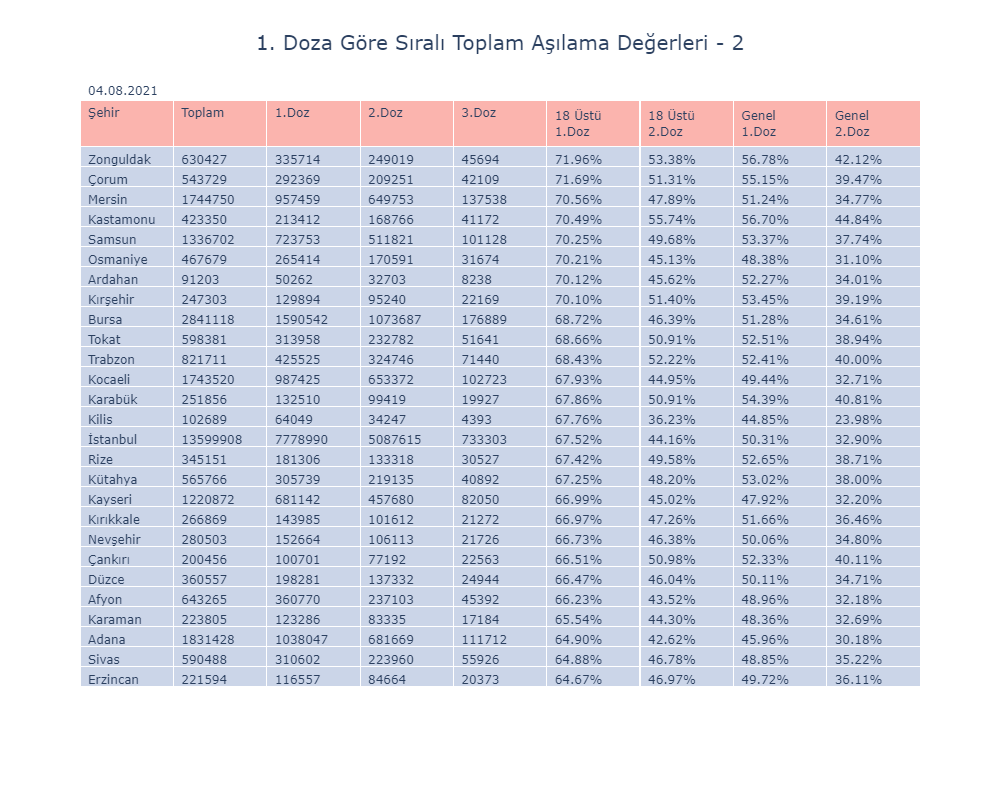 1. Doza Göre Sıralı Toplam Aşılama Değerleri - 2
04.08.2021
Şehir Toplam 1.Doz 2.Doz 3.Doz 18 Üstü 1.Doz 18 Üstü 2.Doz Genel 1.Doz Genel 2.Doz
Zonguldak 630427 335714 249019 45694 71.96% 53.38% 56.78% 42.12%
Çorum 543729 292369 209251 42109 71.69% 51.31% 55.15% 39.47%
Mersin 1744750 957459 649753 137538 70.56% 47.89% 51.24% 34.77%
Kastamonu 423350 213412 168766 41172 70.49% 55.74% 56.70% 44.84%
Samsun 1336702 723753 511821 101128 70.25% 49.68% 53.37% 37.74%
Osmaniye 467679 265414 170591 31674 70.21% 45.13% 48.38% 31.10%
Ardahan 91203 50262 32703 8238 70.12% 45.62% 52.27% 34.01%
Kırşehir 247303 129894 95240 22169 70.10% 51.40% 53.45% 39.19%
Bursa 2841118 1590542 1073687 176889 68.72% 46.39% 51.28% 34.61%
Tokat 598381 313958 232782 51641 68.66% 50.91% 52.51% 38.94%
Trabzon 821711 425525 324746 71440 68.43% 52.22% 52.41% 40.00%
Kocaeli 1743520 987425 653372 102723 67.93% 44.95% 49.44% 32.71%
Karabük 251856 132510 99419 19927 67.86% 50.91% 54.39% 40.81%
Kilis 102689 64049 34247 4393 67.76% 36.23% 44.85% 23.98%
İstanbul 13599908 7778990 5087615 733303 67.52% 44.16% 50.31% 32.90%
Rize 345151 181306 133318 30527 67.42% 49.58% 52.65% 38.71%
Kütahya 565766 305739 219135 40892 67.25% 48.20% 53.02% 38.00%
Kayseri 1220872 681142 457680 82050 66.99% 45.02% 47.92% 32.20%
Kırıkkale 266869 143985 101612 21272 66.97% 47.26% 51.66% 36.46%
Nevşehir 280503 152664 106113 21726 66.73% 46.38% 50.06% 34.80%
Çankırı 200456 100701 77192 22563 66.51% 50.98% 52.33% 40.11%
Düzce 360557 198281 137332 24944 66.47% 46.04% 50.11% 34.71%
Afyon 643265 360770 237103 45392 66.23% 43.52% 48.96% 32.18%
Karaman 223805 123286 83335 17184 65.54% 44.30% 48.36% 32.69%
Adana 1831428 1038047 681669 111712 64.90% 42.62% 45.96% 30.18%
Sivas 590488 310602 223960 55926 64.88% 46.78% 48.85% 35.22%
Erzincan 221594 116557 84664 20373 64.67% 46.97% 49.72% 36.11%